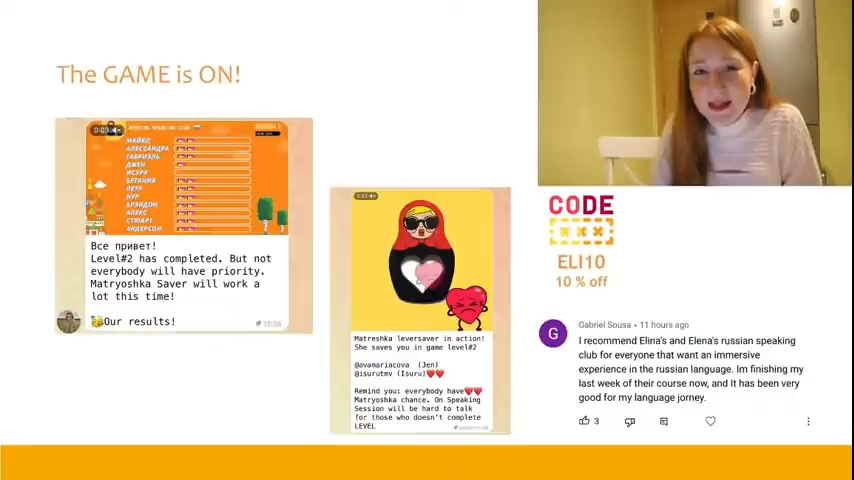 The GAME is ON!
МАЙКЛ
АЛЕССАНДРА
ГАБРИЭЛЬ
ДЖЕН
ИСУРУ
ПЕТР
НУР
БРЭНДОН
АЛЕКС
СТЮАРТ
АНДЕРСОН
Все привет!
Level#2 has completed. But not
everybody will have priority.
Matryoshka Saver will work a
lot this time!
Our results!
Matreshka leversaver in action!
She saves you in game level#2
@avamariacova (Jen)
@isurutmv (Isuru)
Remind you: everybody have
Matryoshka chance. On Speaking
Session will be hard to talk
for those who doesn't complete
LEVEL
CODE
ELI10
10 % off
G
Gabriel Sousa • 11 hours ago
I recommend Elina's and Elena's russian speaking
club for everyone that want an immersive
experience in the russian language. Im finishing my
last week of their course now, and It has been very
good for my language jorney.
3